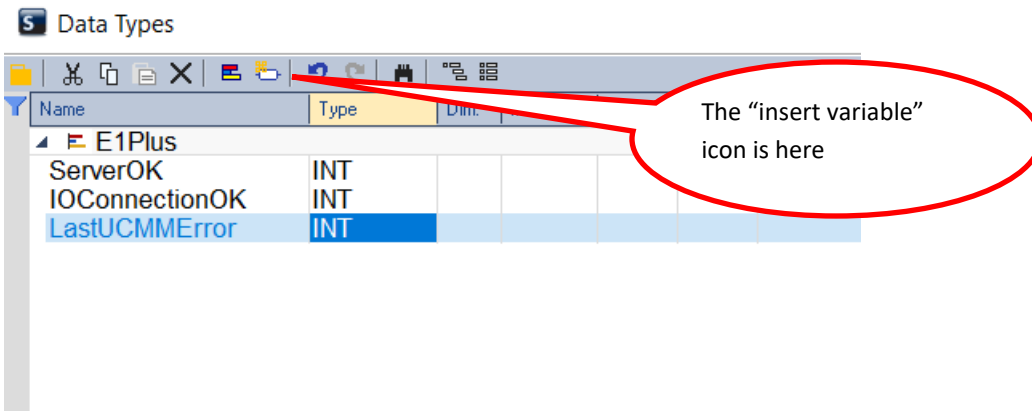 Data Types
Name Type Dim.
E1Plus
ServerOK INT
IOConnectionOK INT
LastUCMMError INT
The “insert variable”
icon is here